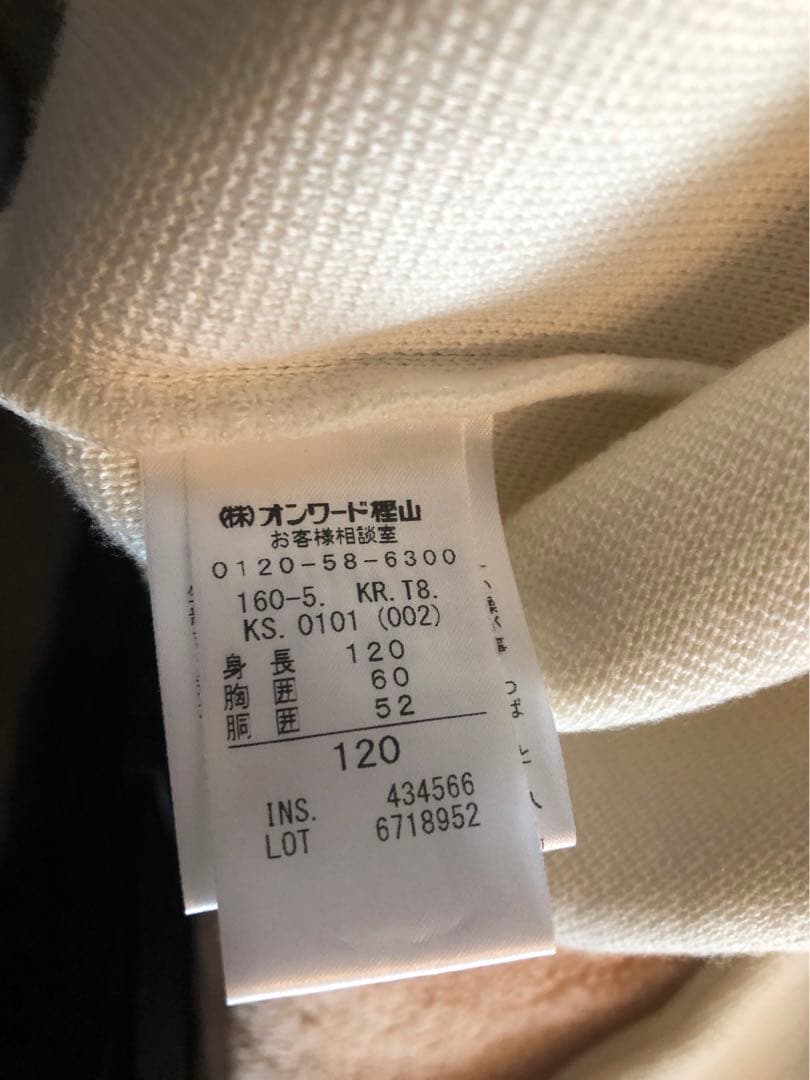 ㈱オンワード樫山
お客様相談室
0120-58-6300
160-5. KR.T8.
KS. 0101 (002)
身長 120
胸囲 60
胴囲 52
120
INS. 434566
LOT 6718952